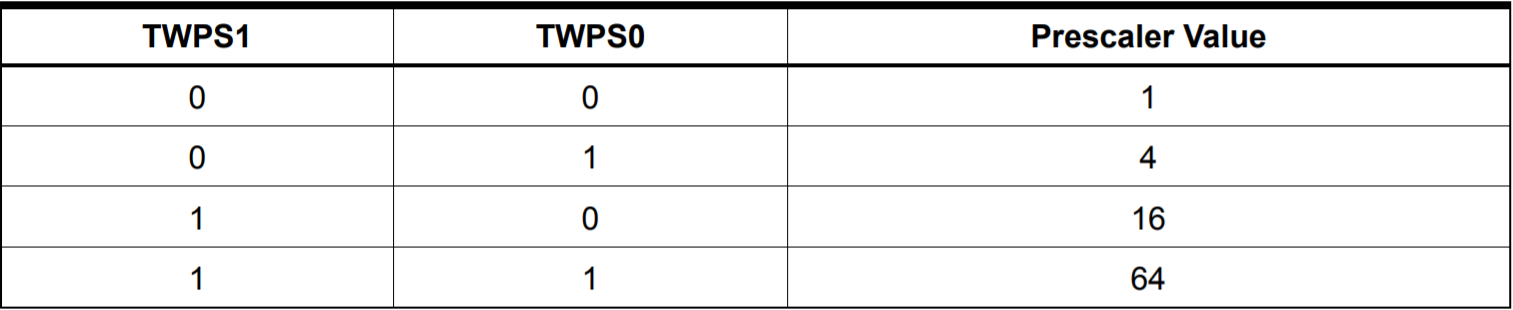 TWPS1 TWPS0 Prescaler Value
0 0 1
0 1 4
1 0 16
1 1 64